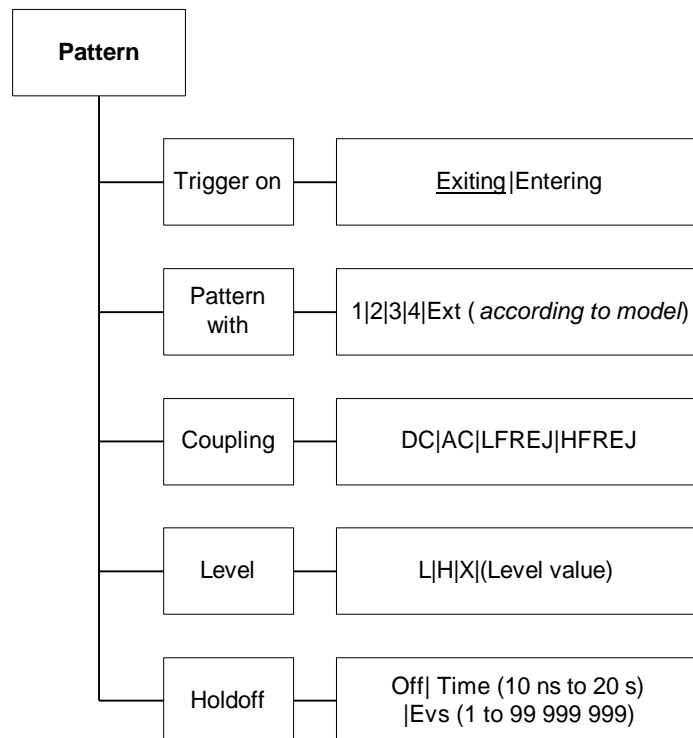 Pattern
Trigger on
Exiting|Entering
Pattern
with
1|2|3|4|Ext ( according to model)
Coupling
DC|AC|LFREJ|HFREJ
Level
L|H|X|(Level value)
Holdoff
Off| Time (10 ns to 20 s)
|Evs (1 to 99 999 999)